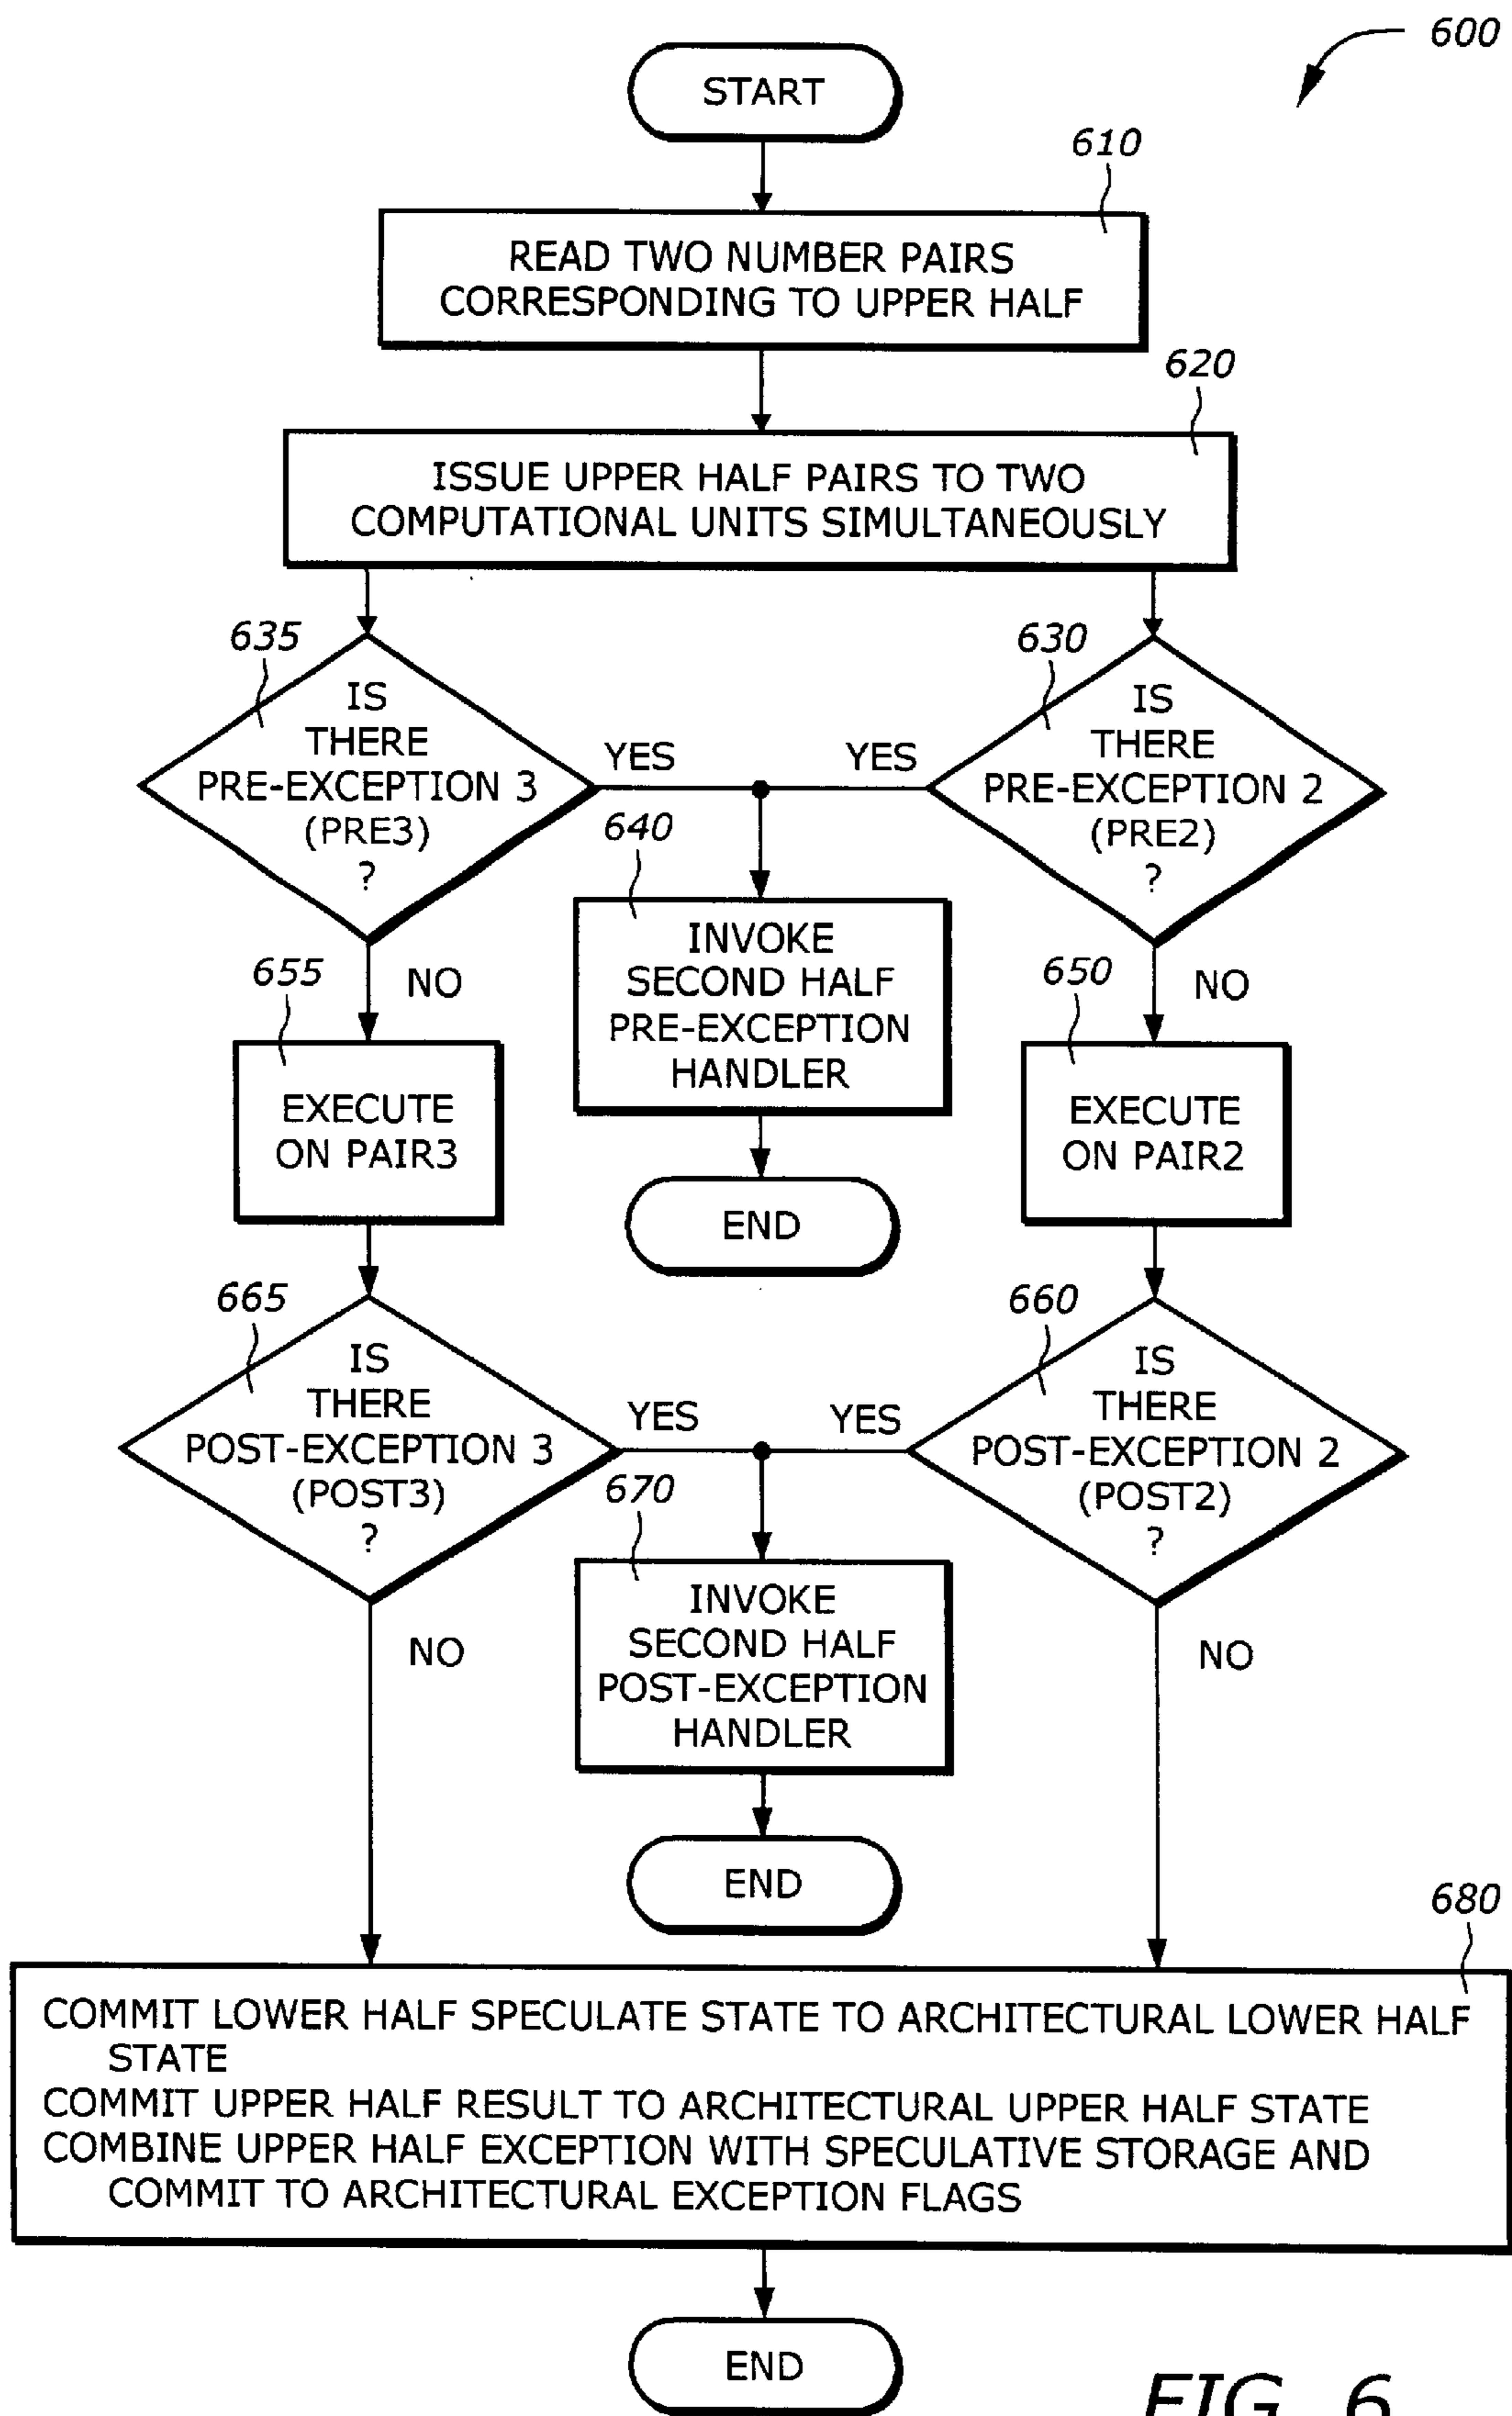 600
START
610
READ TWO NUMBER PAIRS
CORRESPONDING TO UPPER HALF
620
ISSUE UPPER HALF PAIRS TO TWO
COMPUTATIONAL UNITS SIMULTANEOUSLY
635
IS
THERE
PRE-EXCEPTION 3
(PRE3)
?
YES
630
IS
THERE
PRE-EXCEPTION 2
(PRE2)
?
YES
640
INVOKE
SECOND HALF
PRE-EXCEPTION
HANDLER
END
NO
655
EXECUTE
ON PAIR3
NO
650
EXECUTE
ON PAIR2
665
IS
THERE
POST-EXCEPTION 3
(POST3)
?
YES
660
IS
THERE
POST-EXCEPTION 2
(POST2)
?
YES
670
INVOKE
SECOND HALF
POST-EXCEPTION
HANDLER
END
NO
NO
680
COMMIT LOWER HALF SPECULATE STATE TO ARCHITECTURAL LOWER HALF
STATE
COMMIT UPPER HALF RESULT TO ARCHITECTURAL UPPER HALF STATE
COMBINE UPPER HALF EXCEPTION WITH SPECULATIVE STORAGE AND
COMMIT TO ARCHITECTURAL EXCEPTION FLAGS
END
FIG. 6